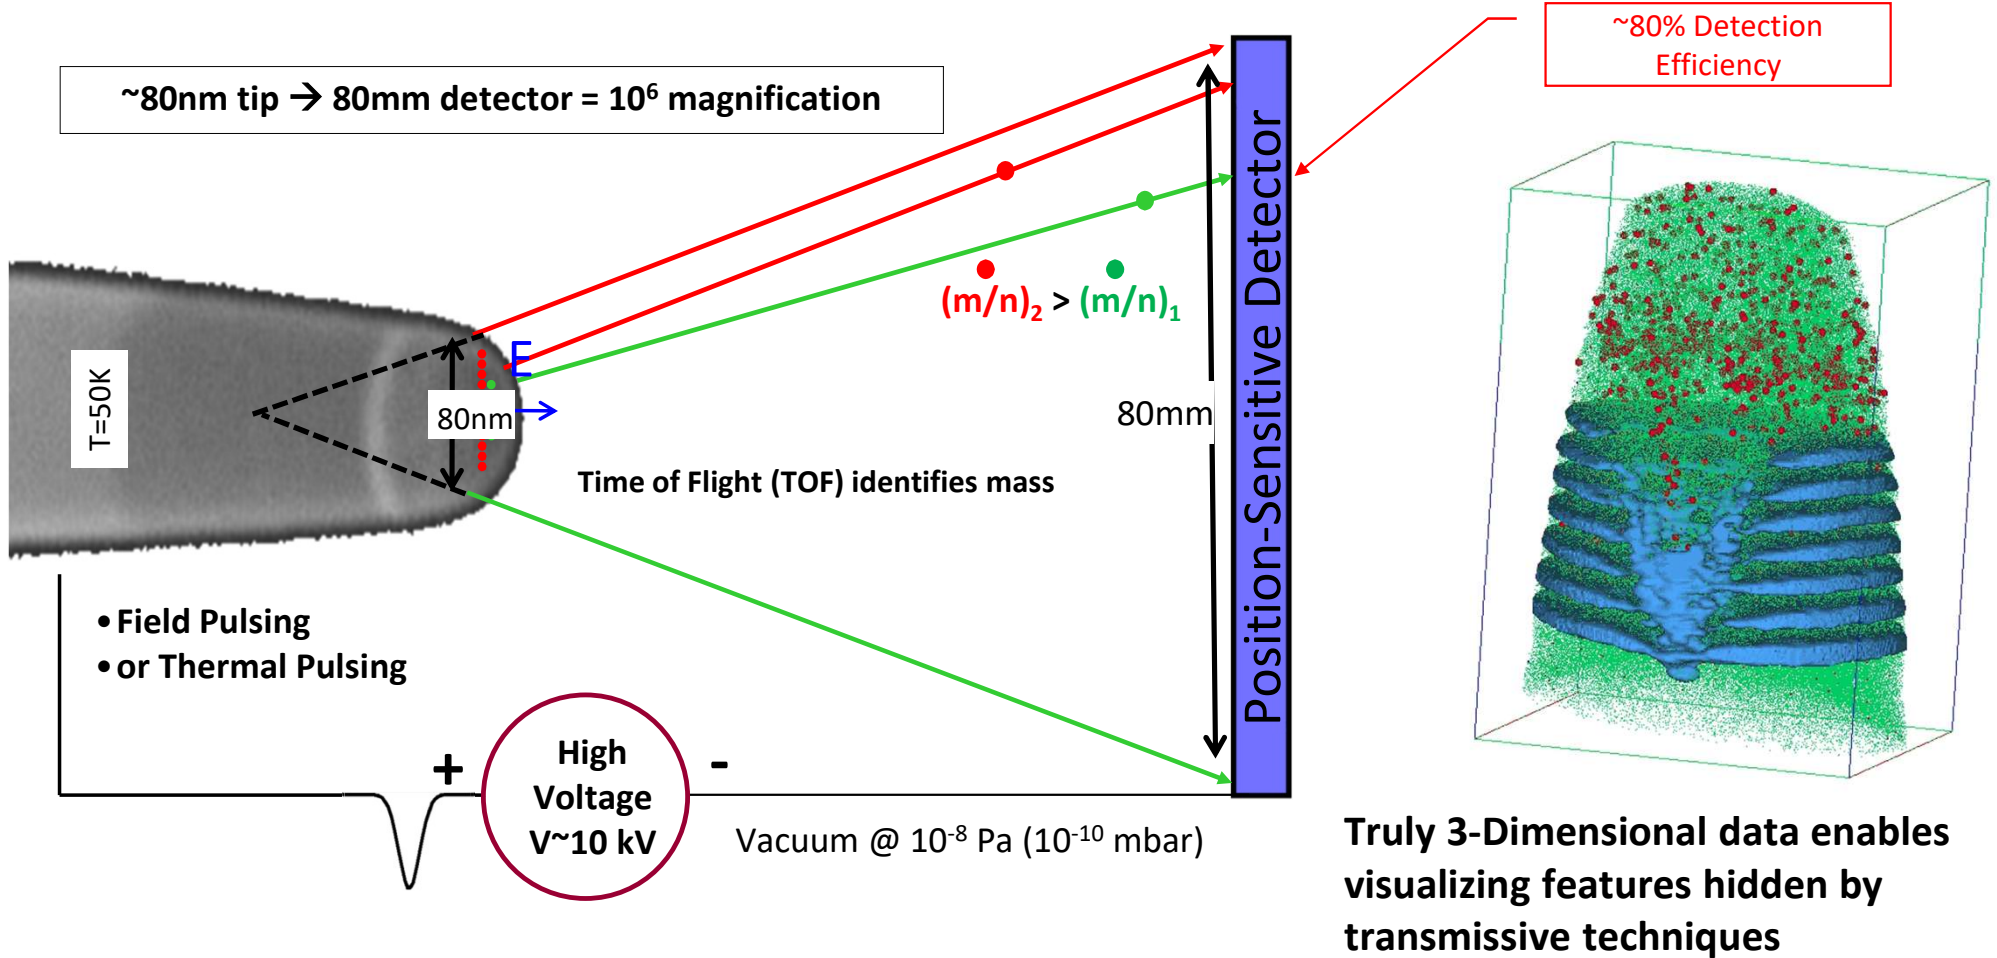 ~80nm tip → 80mm detector = 10⁶ magnification
~80% Detection
Efficiency
Position-Sensitive Detector
(m/n)₂ > (m/n)₁
E
T=50K
80nm
80mm
Time of Flight (TOF) identifies mass
• Field Pulsing
• or Thermal Pulsing
+
-
High
Voltage
V~10 kV
Vacuum @ 10⁻⁸ Pa (10⁻¹⁰ mbar)
Truly 3-Dimensional data enables
visualizing features hidden by
transmissive techniques